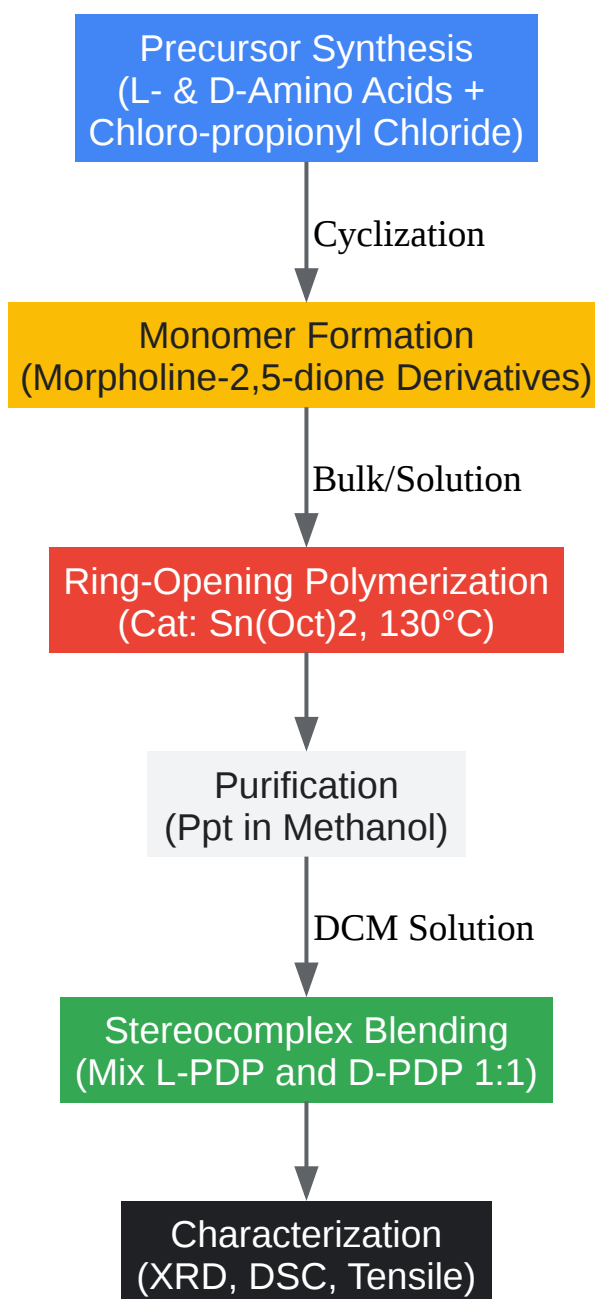 Precursor Synthesis
(L- & D-Amino Acids +
Chloro-propionyl Chloride)
Cyclization
Monomer Formation
(Morpholine-2,5-dione Derivatives)
Bulk/Solution
Ring-Opening Polymerization
(Cat: Sn(Oct)2, 130°C)
Purification
(Ppt in Methanol)
DCM Solution
Stereocomplex Blending
(Mix L-PDP and D-PDP 1:1)
Characterization
(XRD, DSC, Tensile)